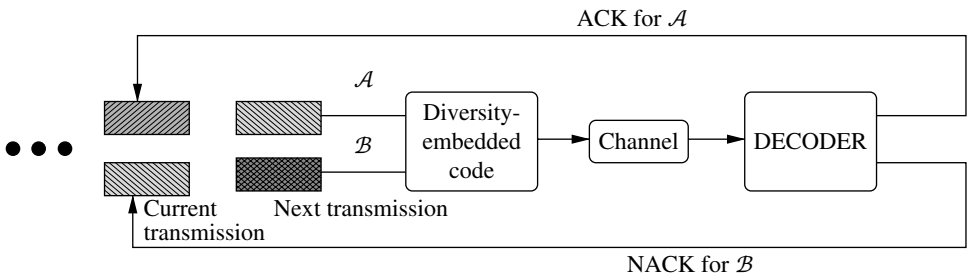 ACK for 𝒜
𝒜
ℬ
Diversity-
embedded
code
Channel
DECODER
Current
transmission
Next transmission
NACK for ℬ